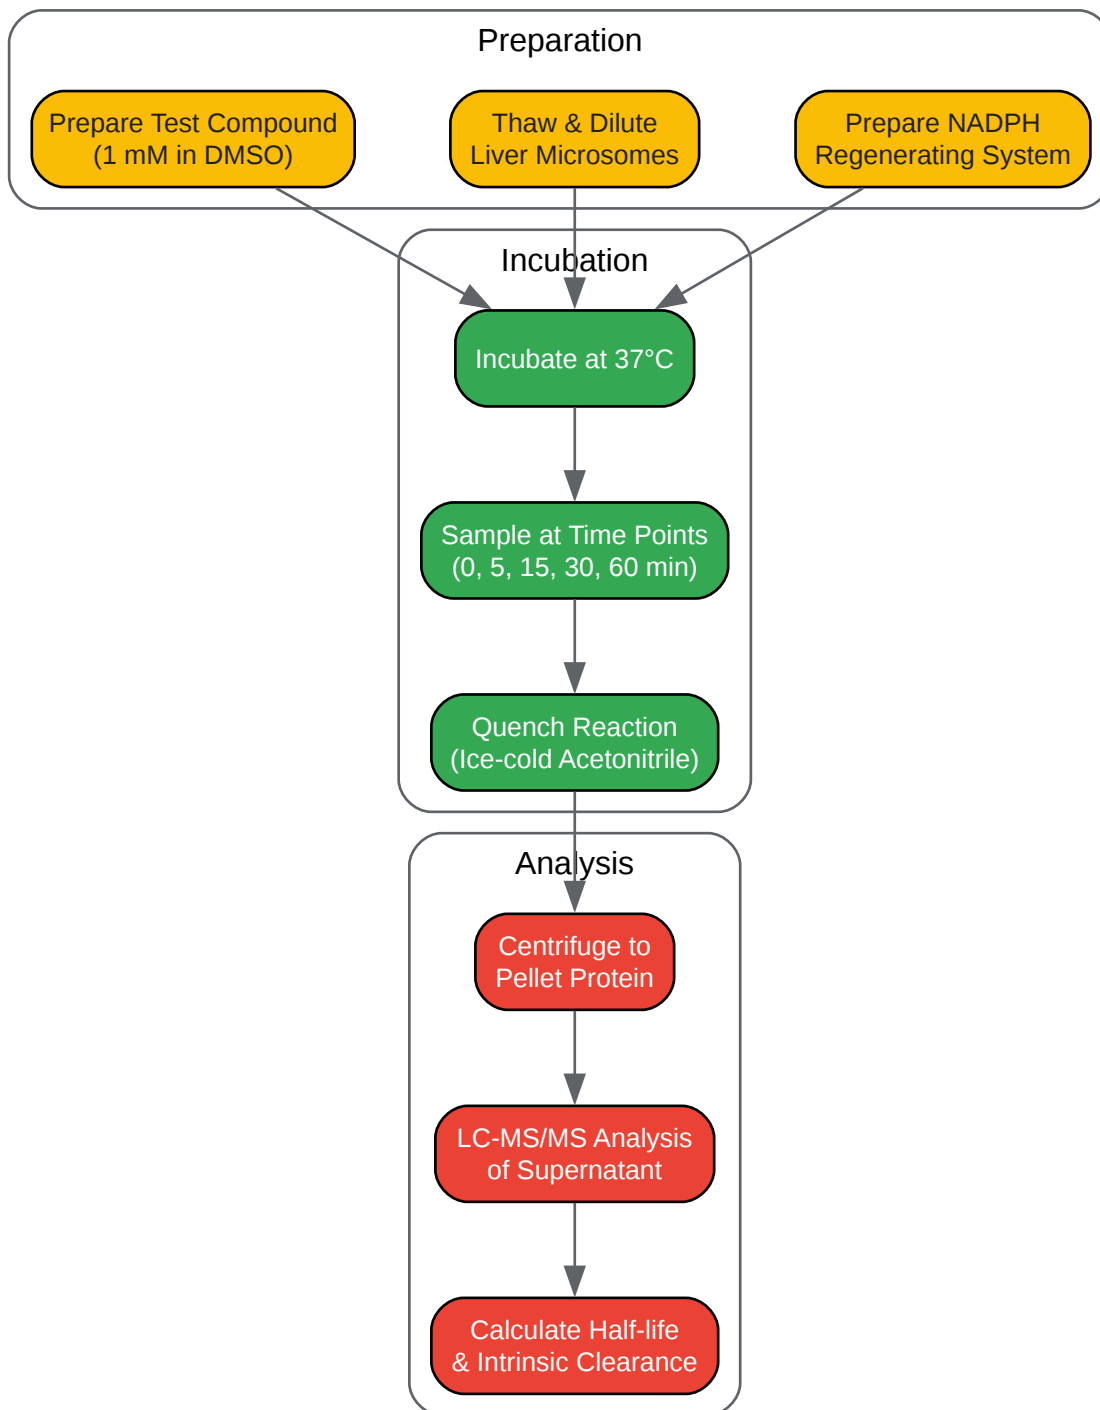 Preparation
Prepare Test Compound
(1 mM in DMSO)
Thaw & Dilute
Liver Microsomes
Prepare NADPH
Regenerating System
Incubation
Incubate at 37°C
Sample at Time Points
(0, 5, 15, 30, 60 min)
Quench Reaction
(Ice-cold Acetonitrile)
Analysis
Centrifuge to
Pellet Protein
LC-MS/MS Analysis
of Supernatant
Calculate Half-life
& Intrinsic Clearance